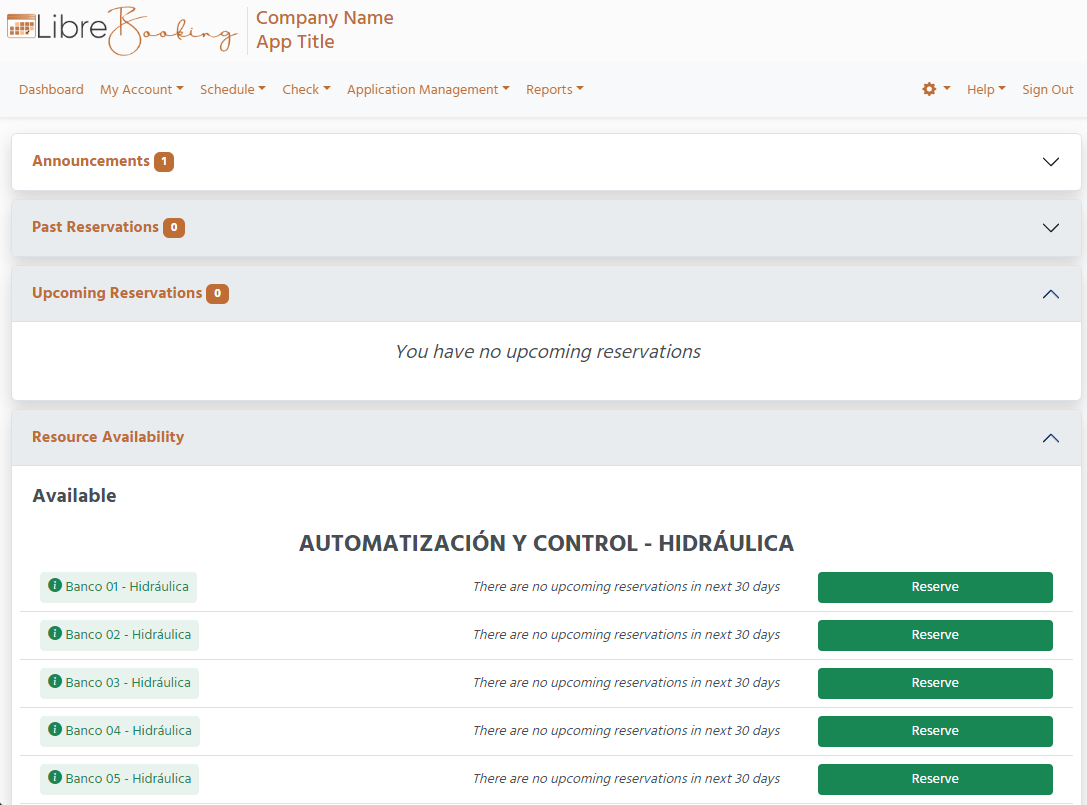 LibreBooking
Company Name
App Title
Dashboard My Account Schedule Check Application Management Reports Help Sign Out
Announcements 1
Past Reservations 0
Upcoming Reservations 0
You have no upcoming reservations
Resource Availability
Available
AUTOMATIZACIÓN Y CONTROL - HIDRÁULICA
Banco 01 - Hidráulica There are no upcoming reservations in next 30 days Reserve
Banco 02 - Hidráulica There are no upcoming reservations in next 30 days Reserve
Banco 03 - Hidráulica There are no upcoming reservations in next 30 days Reserve
Banco 04 - Hidráulica There are no upcoming reservations in next 30 days Reserve
Banco 05 - Hidráulica There are no upcoming reservations in next 30 days Reserve